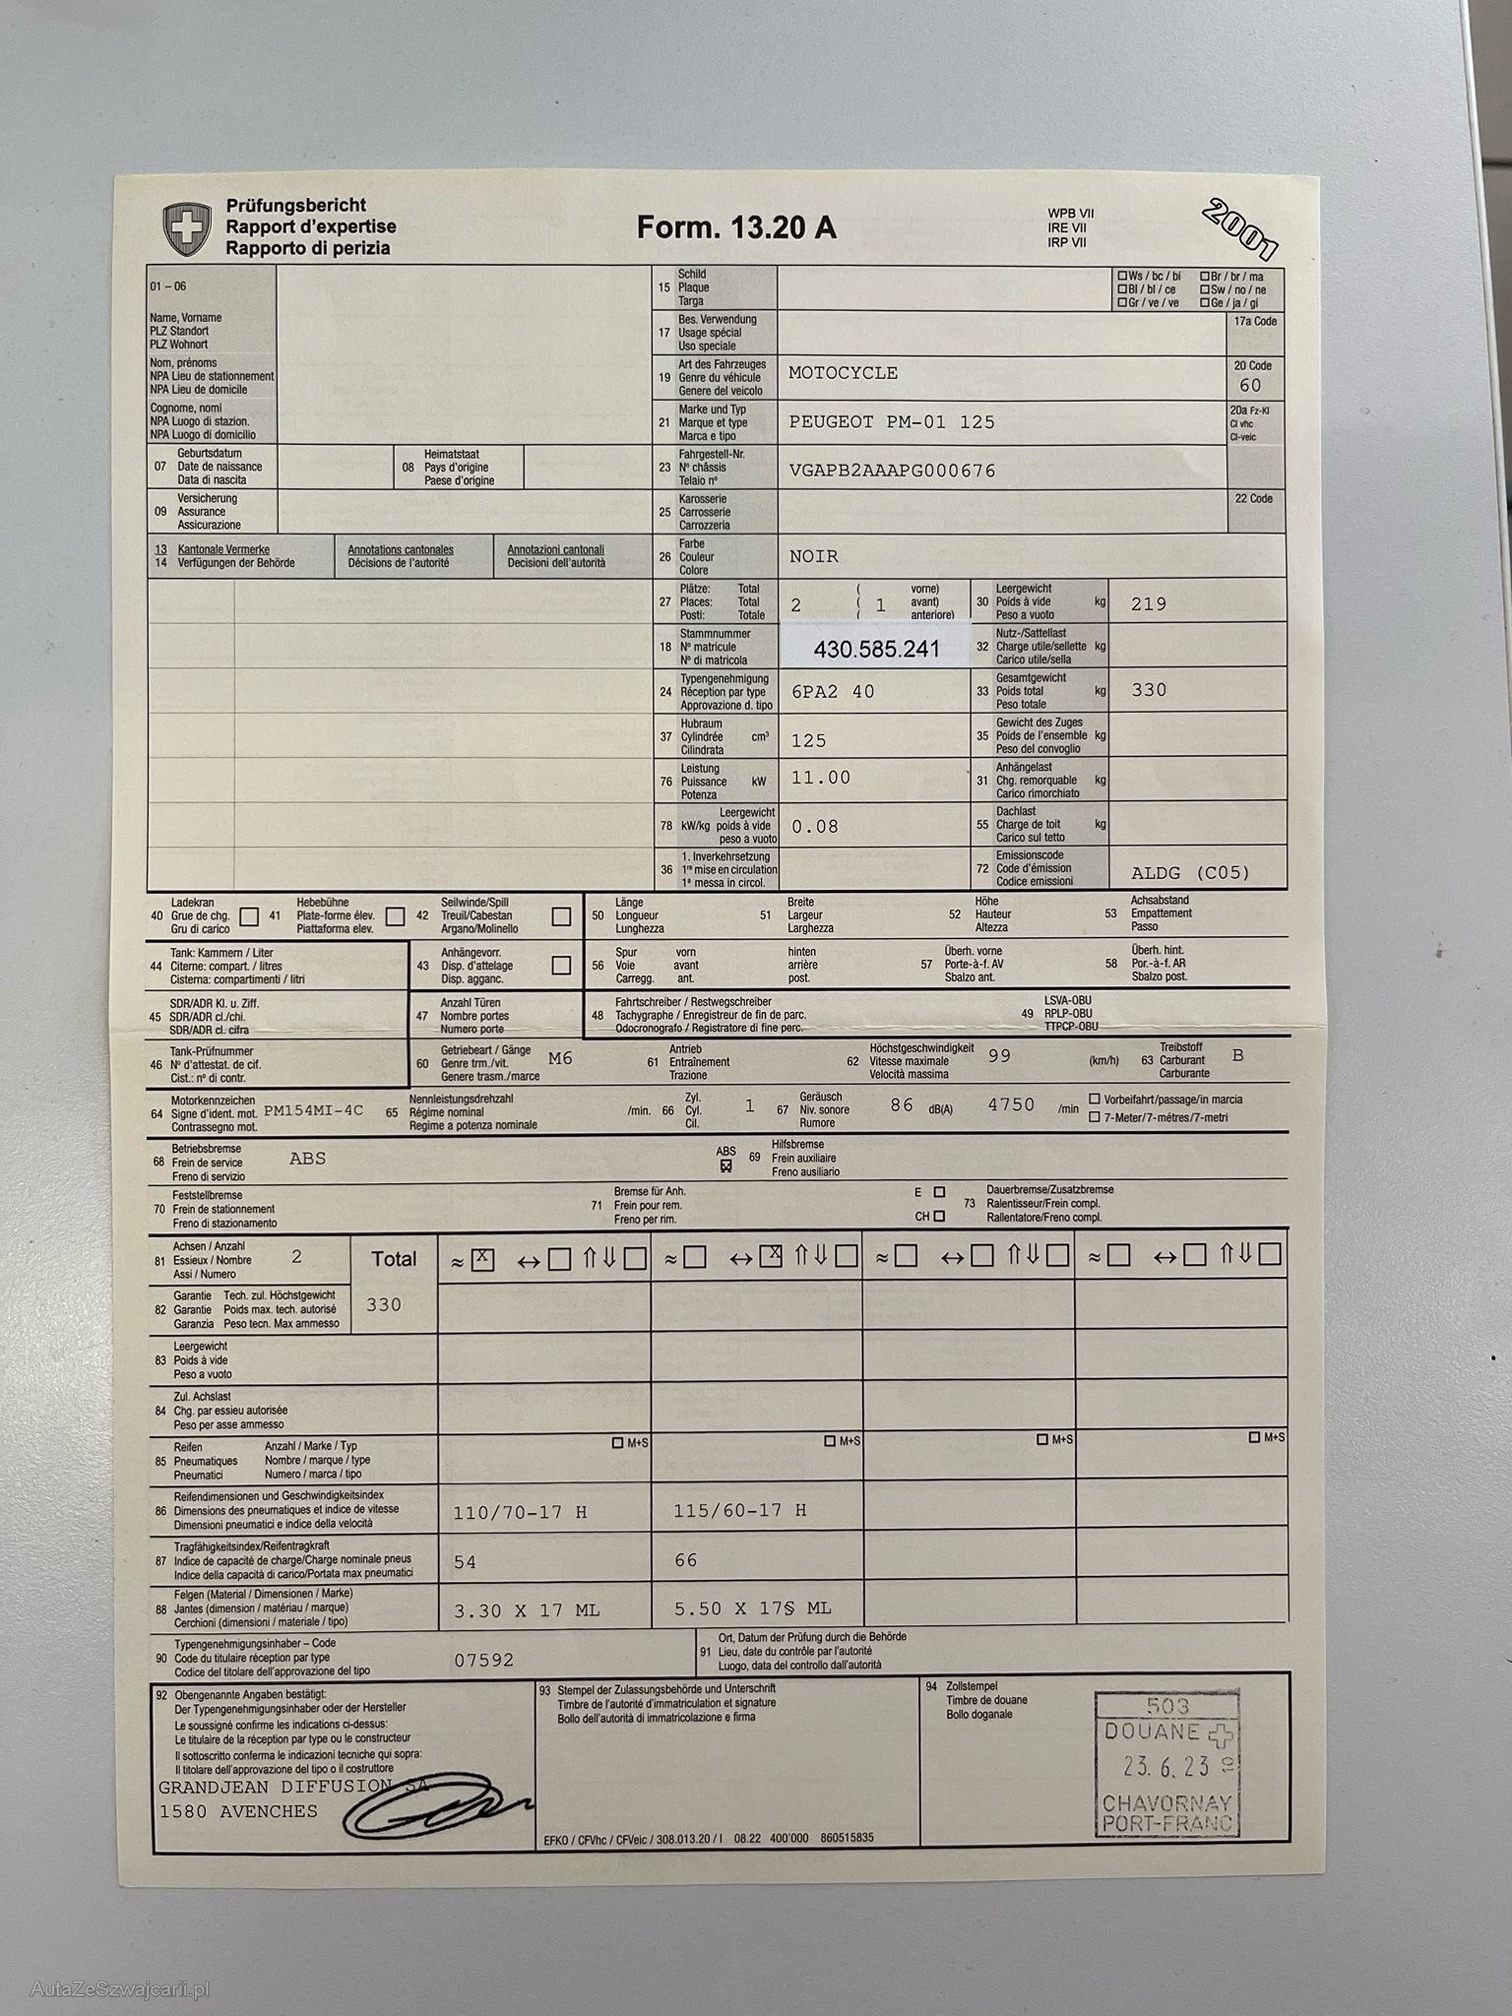 Prüfungsbericht
Rapport d'expertise
Rapporto di perizia
Form. 13.20 A
WPB VII
IRE VII
IRP VII
2001
01 – 06
Name, Vorname
PLZ Standort
PLZ Wohnort
Nom, prénoms
NPA Lieu de stationnement
NPA Lieu de domicile
Cognome, nomi
NPA Luogo di stazion.
NPA Luogo di domicilio
07 Geburtsdatum
Date de naissance
Data di nascita
08 Heimatstaat
Pays d'origine
Paese d'origine
09 Versicherung
Assurance
Assicurazione
13 Kantonale Vermerke
14 Verfügungen der Behörde
Annotations cantonales
Décisions de l'autorité
Annotazioni cantonali
Decisioni dell'autorità
15 Schild
Plaque
Targa
Ws / bc / bi Br / br / ma
Bl / bl / ce Sw / no / ne
Gr / ve / ve Ge / ja / gi
17 Bes. Verwendung
Usage spécial
Uso speciale
17a Code
19 Art des Fahrzeuges
Genre du véhicule
Genere del veicolo
MOTOCYCLE
20 Code
60
21 Marke und Typ
Marque et type
Marca e tipo
PEUGEOT PM-01 125
20a Fz-Kl
Cl vhc
Cl-veic
23 Fahrgestell-Nr.
Nº châssis
Telaio nº
VGAPB2AAAPG000676
25 Karosserie
Carrosserie
Carrozzeria
22 Code
26 Farbe
Couleur
Colore
NOIR
27 Plätze: Total
Places: Total
Posti: Totale
2 ( 1 vorne)
( avant)
( anteriore)
30 Leergewicht
Poids à vide kg
Peso a vuoto
219
18 Stammnummer
Nº matricule
Nº di matricola
430.585.241
32 Nutz-/Sattellast
Charge utile/sellette kg
Carico utile/sella
24 Typengenehmigung
Réception par type
Approvazione d. tipo
6PA2 40
33 Gesamtgewicht
Poids total kg
Peso totale
330
37 Hubraum
Cylindrée cm³
Cilindrata
125
35 Gewicht des Zuges
Poids de l'ensemble kg
Peso del convoglio
76 Leistung
Puissance kW
Potenza
11.00
31 Anhängelast
Chg. remorquable kg
Carico rimorchiato
78 Leergewicht
kW/kg poids à vide
peso a vuoto
0.08
55 Dachlast
Charge de toit kg
Carico sul tetto
36 1. Inverkehrsetzung
1re mise en circulation
1ª messa in circol.
72 Emissionscode
Code d'émission
Codice emissioni
ALDG (C05)
40 Ladekran
Grue de chg.
Gru di carico
41 Hebebühne
Plate-forme élev.
Piattaforma elev.
42 Seilwinde/Spill
Treuil/Cabestan
Argano/Molinello
50 Länge
Longueur
Lunghezza
51 Breite
Largeur
Larghezza
52 Höhe
Hauteur
Altezza
53 Achsabstand
Empattement
Passo
44 Tank: Kammern / Liter
Citerne: compart. / litres
Cisterna: compartimenti / litri
43 Anhängevorr.
Disp. d'attelage
Disp. agganc.
56 Spur vorn hinten
Voie avant arrière
Carregg. ant. post.
57 Überh. vorne
Porte-à-f. AV
Sbalzo ant.
58 Überh. hint.
Por.-à-f. AR
Sbalzo post.
45 SDR/ADR Kl. u. Ziff.
SDR/ADR cl./chi.
SDR/ADR cl. cifra
47 Anzahl Türen
Nombre portes
Numero porte
48 Fahrtschreiber / Restwegschreiber
Tachygraphe / Enregistreur de fin de parc.
Odocronografo / Registratore di fine perc.
49 LSVA-OBU
RPLP-OBU
TTPCP-OBU
46 Tank-Prüfnummer
Nº d'attestat. de cif.
Cist.: nº di contr.
60 Getriebeart / Gänge
Genre trm./vit.
Genere trasm./marce
M6
61 Antrieb
Entraînement
Trazione
62 Höchstgeschwindigkeit
Vitesse maximale
Velocità massima
99 (km/h)
63 Treibstoff
Carburant
Carburante
B
64 Motorkennzeichen
Signe d'ident. mot.
Contrassegno mot.
PM154MI-4C
65 Nennleistungsdrehzahl
Régime nominal
Regime a potenza nominale
/min.
66 Zyl.
Cyl.
Cil.
1
67 Geräusch
Niv. sonore
Rumore
86 dB(A) 4750 /min
Vorbeifahrt/passage/in marcia
7-Meter/7-mètres/7-metri
68 Betriebsbremse
Frein de service
Freno di servizio
ABS
ABS
69 Hilfsbremse
Frein auxiliaire
Freno ausiliario
70 Feststellbremse
Frein de stationnement
Freno di stazionamento
71 Bremse für Anh.
Frein pour rem.
Freno per rim.
E
CH
73 Dauerbremse/Zusatzbremse
Ralentisseur/Frein compl.
Rallentatore/Freno compl.
81 Achsen / Anzahl
Essieux / Nombre
Assi / Numero
2
Total
≈ X ↔ ⇑⇓ ≈ ↔ X ⇑⇓ ≈ ↔ ⇑⇓ ≈ ↔ ⇑⇓
82 Garantie Tech. zul. Höchstgewicht
Garantie Poids max. tech. autorisé
Garanzia Peso tecn. Max ammesso
330
83 Leergewicht
Poids à vide
Peso a vuoto
84 Zul. Achslast
Chg. par essieu autorisée
Peso per asse ammesso
85 Reifen Anzahl / Marke / Typ
Pneumatiques Nombre / marque / type
Pneumatici Numero / marca / tipo
M+S M+S M+S M+S
86 Reifendimensionen und Geschwindigkeitsindex
Dimensions des pneumatiques et indice de vitesse
Dimensioni pneumatici e indice della velocità
110/70-17 H 115/60-17 H
87 Tragfähigkeitsindex/Reifentragkraft
Indice de capacité de charge/Charge nominale pneus
Indice della capacità di carico/Portata max pneumatici
54 66
88 Felgen (Material / Dimensionen / Marke)
Jantes (dimension / matériau / marque)
Cerchioni (dimensioni / materiale / tipo)
3.30 X 17 ML 5.50 X 17S ML
90 Typengenehmigungsinhaber – Code
Code du titulaire réception par type
Codice del titolare dell'approvazione del tipo
07592
91 Ort, Datum der Prüfung durch die Behörde
Lieu, date du contrôle par l'autorité
Luogo, data del controllo dall'autorità
92 Obengenannte Angaben bestätigt:
Der Typengenehmigungsinhaber oder der Hersteller
Le soussigné confirme les indications ci-dessus:
Le titulaire de la réception par type ou le constructeur
Il sottoscritto conferma le indicazioni tecniche qui sopra:
Il titolare dell'approvazione del tipo o il costruttore
GRANDJEAN DIFFUSION SA
1580 AVENCHES
93 Stempel der Zulassungsbehörde und Unterschrift
Timbre de l'autorité d'immatriculation et signature
Bollo dell'autorità di immatricolazione e firma
EFKO / CFVhc / CFVeic / 308.013.20 / I 08.22 400'000 860515835
94 Zollstempel
Timbre de douane
Bollo doganale
503
DOUANE
23. 6. 23
CHAVORNAY
PORT-FRANC
AutaZeSzwajcarii.pl